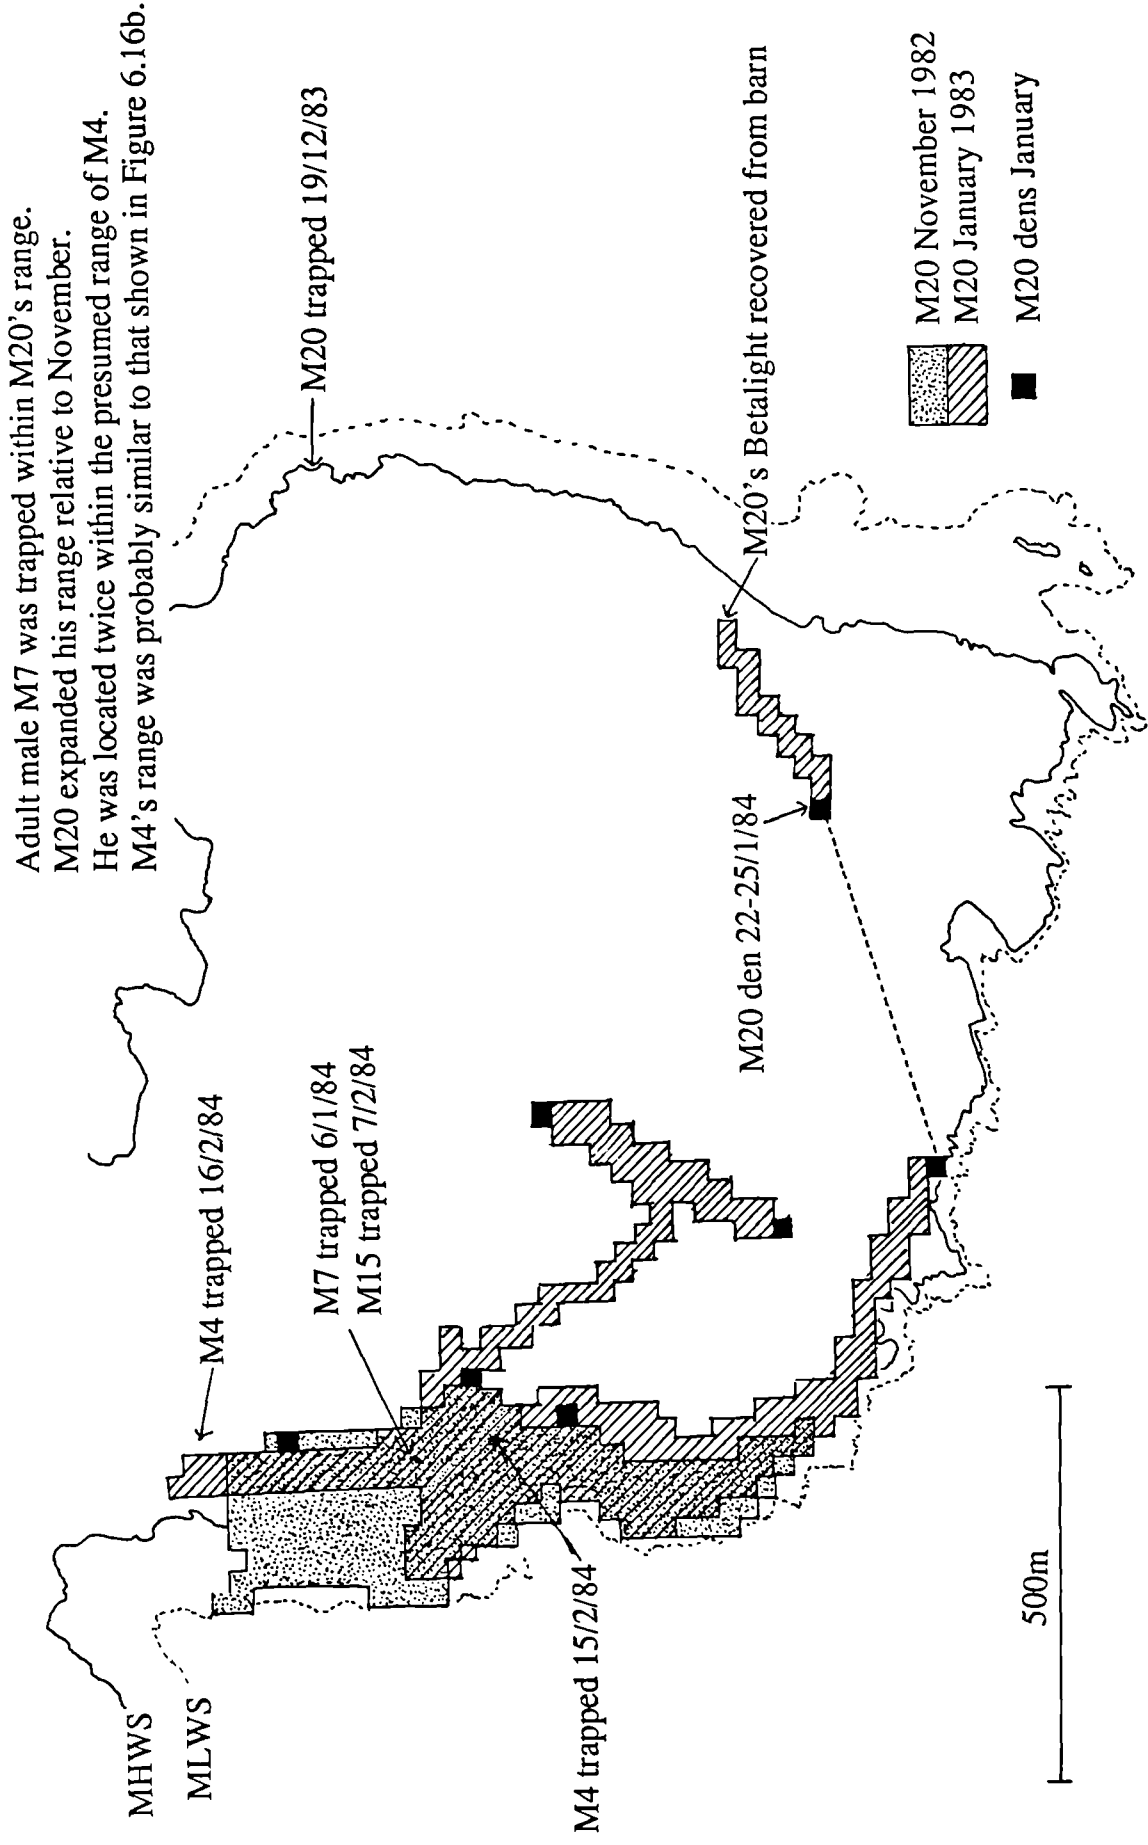 Adult male M7 was trapped within M20's range.
M20 expanded his range relative to November.
He was located twice within the presumed range of M4.
M4's range was probably similar to that shown in Figure 6.16b.
MHWS
MLWS
M4 trapped 16/2/84
M7 trapped 6/1/84
M15 trapped 7/2/84
M20 trapped 19/12/83
M4 trapped 15/2/84
M20 den 22-25/1/84
M20's Betalight recovered from barn
500m
M20 November 1982
M20 January 1983
M20 dens January